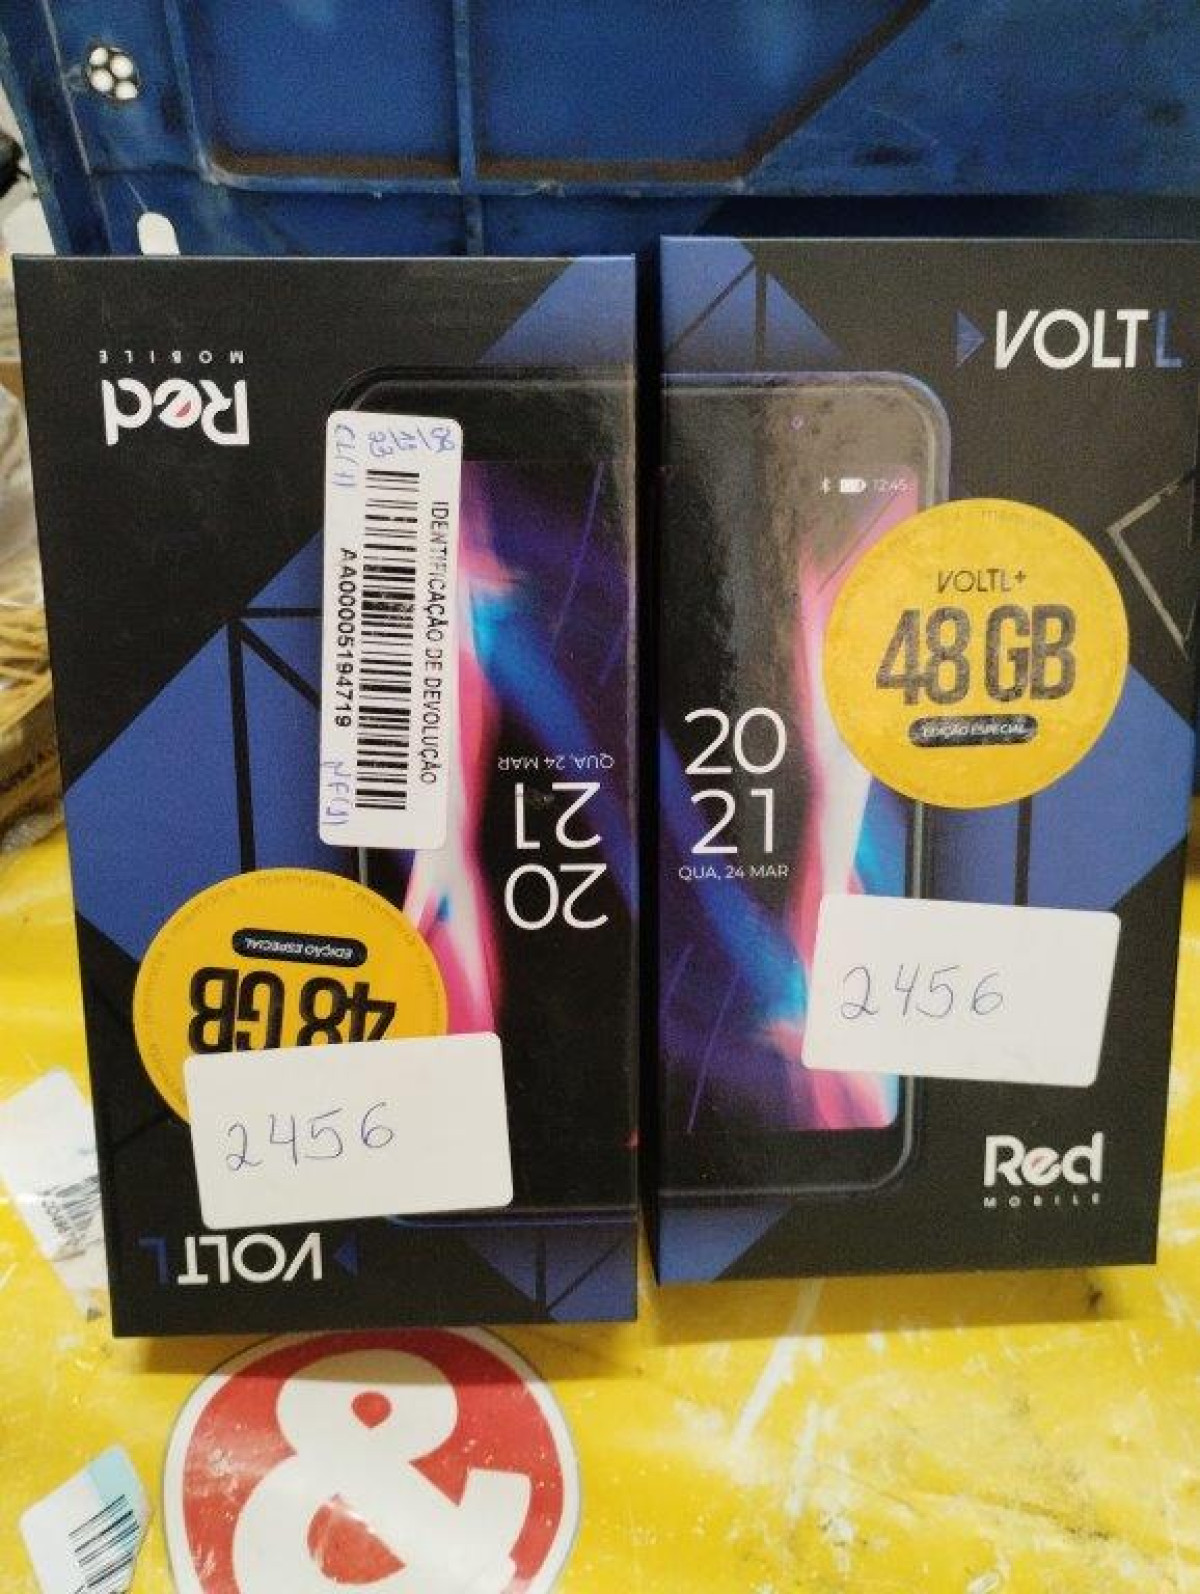 Red
MOBILE
IDENTIFICAÇÃO DE DEVOLUÇÃO
AA00005194719
20
21
QUA, 24 MAR
48 GB
EDIÇÃO ESPECIAL
2456
VOLTL
VOLTL
12:45
VOLTL+
48 GB
EDIÇÃO ESPECIAL
20
21
QUA, 24 MAR
2456
Red
MOBILE
&